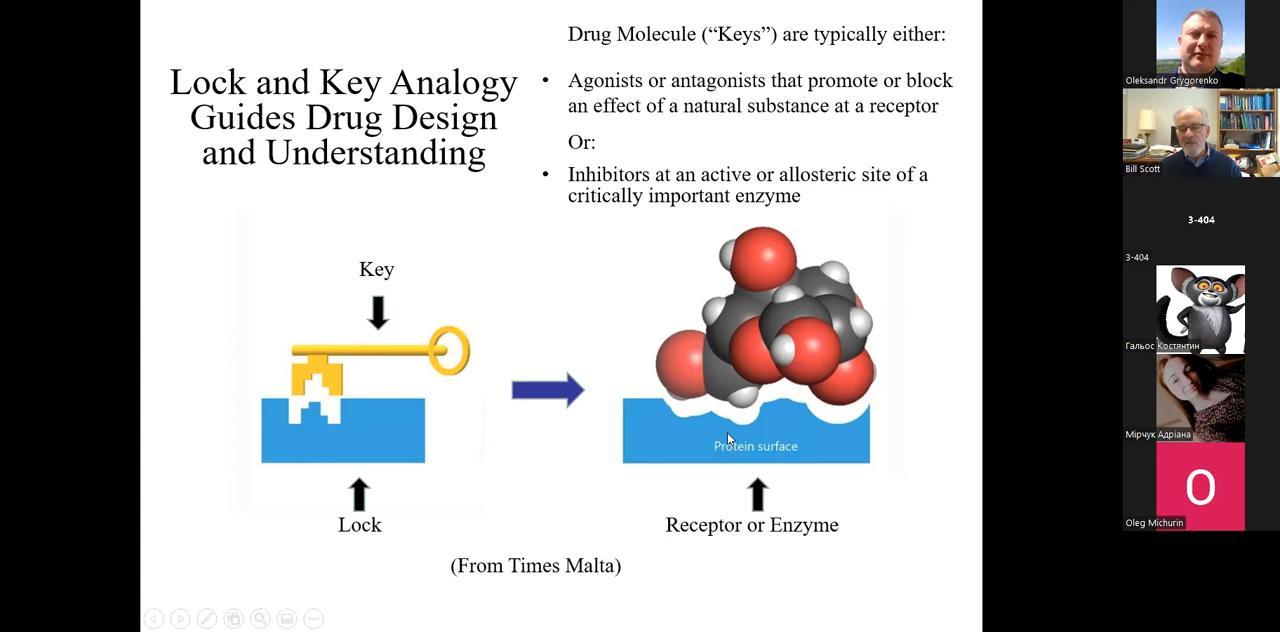 Lock and Key Analogy
Guides Drug Design
and Understanding
Drug Molecule (“Keys”) are typically either:
• Agonists or antagonists that promote or block
an effect of a natural substance at a receptor
Or:
• Inhibitors at an active or allosteric site of a
critically important enzyme
Key
Lock
Protein surface
Receptor or Enzyme
(From Times Malta)
Oleksandr Grygorenko
Bill Scott
3-404
3-404
Гальос Костянтин
Мірчук Адріана
O
Oleg Michurin